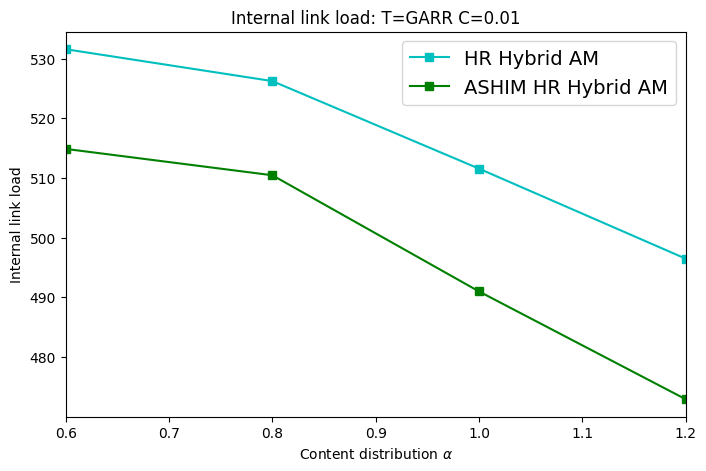 Internal link load: T=GARR C=0.01
HR Hybrid AM
ASHIM HR Hybrid AM
Internal link load
530
520
510
500
490
480
0.6 0.7 0.8 0.9 1.0 1.1 1.2
Content distribution α